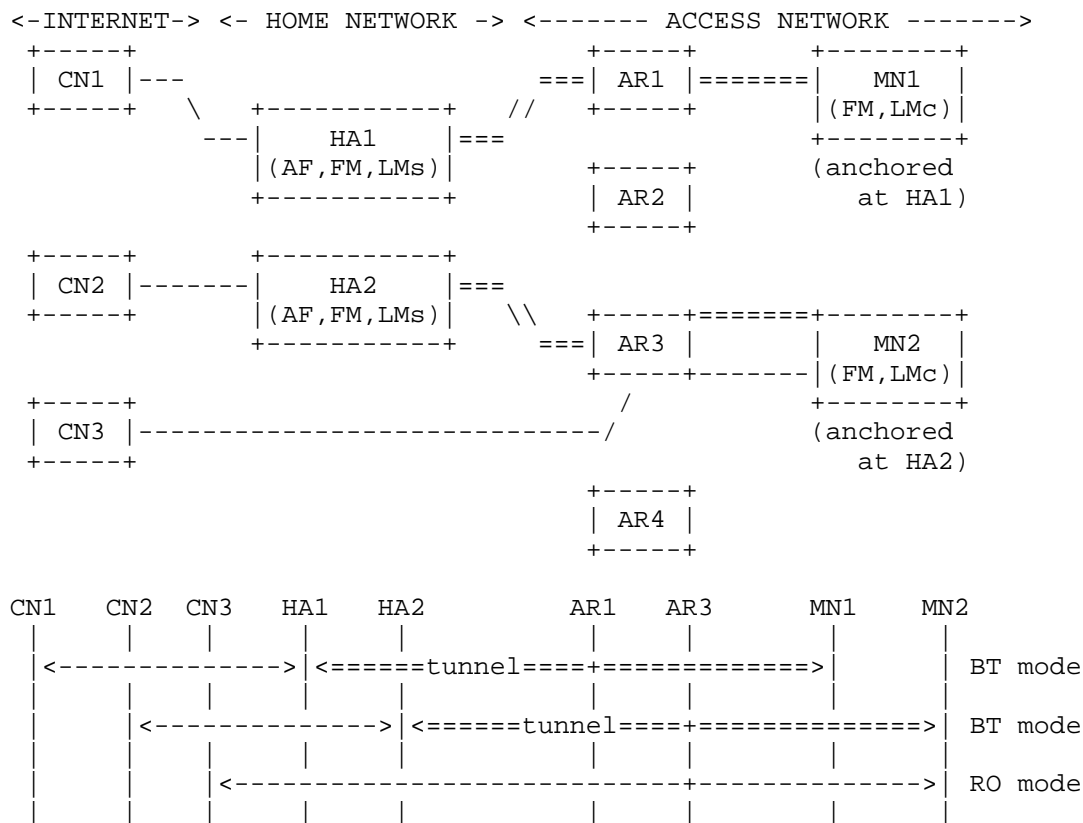 <-INTERNET-> <- HOME NETWORK -> <------- ACCESS NETWORK ------->
CN1 AR1 MN1
(FM,LMc)
HA1
(AF,FM,LMs) (anchored
AR2 at HA1)
CN2 HA2
(AF,FM,LMs)
AR3 MN2
(FM,LMc)
CN3 (anchored
at HA2)
AR4
CN1 CN2 CN3 HA1 HA2 AR1 AR3 MN1 MN2
<-------------->|<======tunnel====+=============>| BT mode
<-------------->|<======tunnel====+=============>| BT mode
<--------------------------+-------------->| RO mode